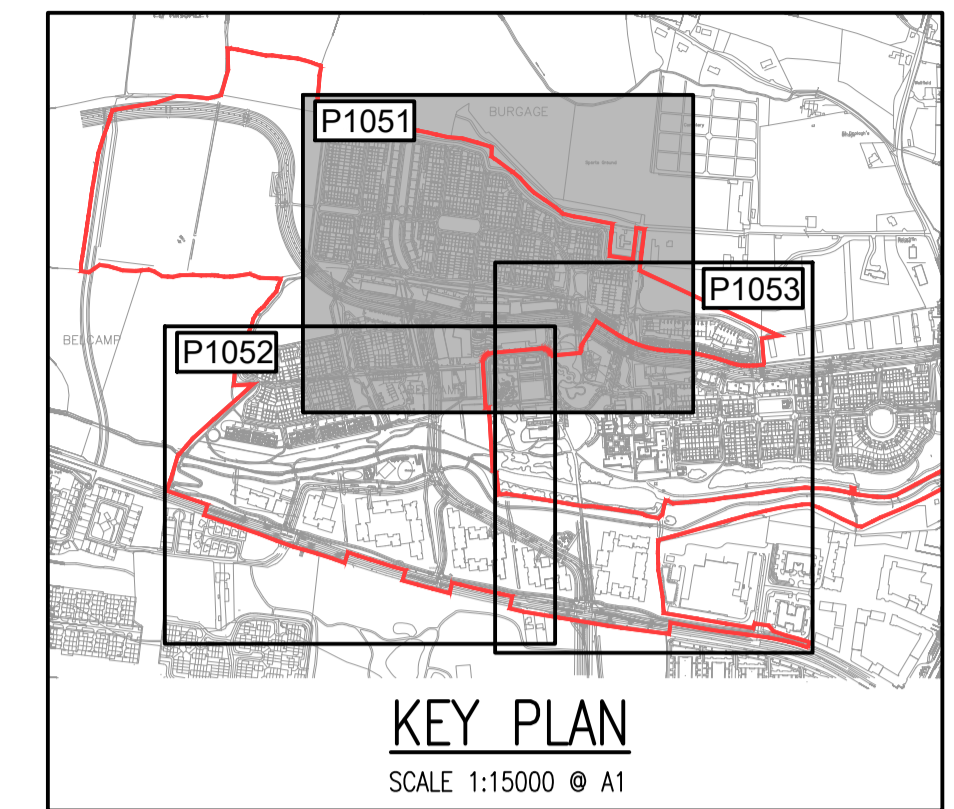 BURGAGE
P1051
Sports Ground
P1053
BELCAMP
P1052
KEY PLAN
SCALE 1:15000 @ A1